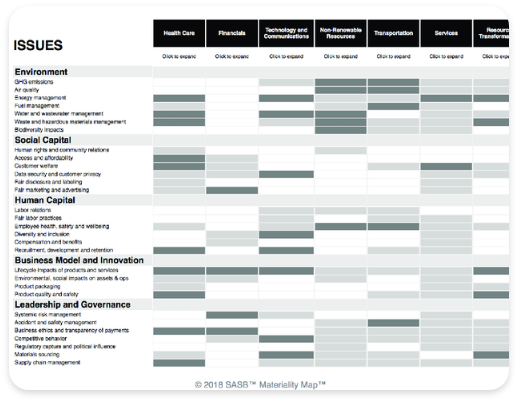 ISSUES
Health Care Financials Technology and Communications Non-Renewable Resources Transportation Services Resource Transforma
Click to expand Click to expand Click to expand Click to expand Click to expand Click to expand Click to exp
Environment
GHG emissions
Air quality
Energy management
Fuel management
Water and wastewater management
Waste and hazardous materials management
Biodiversity impacts
Social Capital
Human rights and community relations
Access and affordability
Customer welfare
Data security and customer privacy
Fair disclosure and labeling
Fair marketing and advertising
Human Capital
Labor relations
Fair labor practices
Employee health, safety and wellbeing
Diversity and inclusion
Compensation and benefits
Recruitment, development and retention
Business Model and Innovation
Lifecycle impacts of products and services
Environmental, social impacts on assets & ops
Product packaging
Product quality and safety
Leadership and Governance
Systemic risk management
Accident and safety management
Business ethics and transparency of payments
Competitive behavior
Regulatory capture and political influence
Materials sourcing
Supply chain management
© 2018 SASB™ Materiality Map™